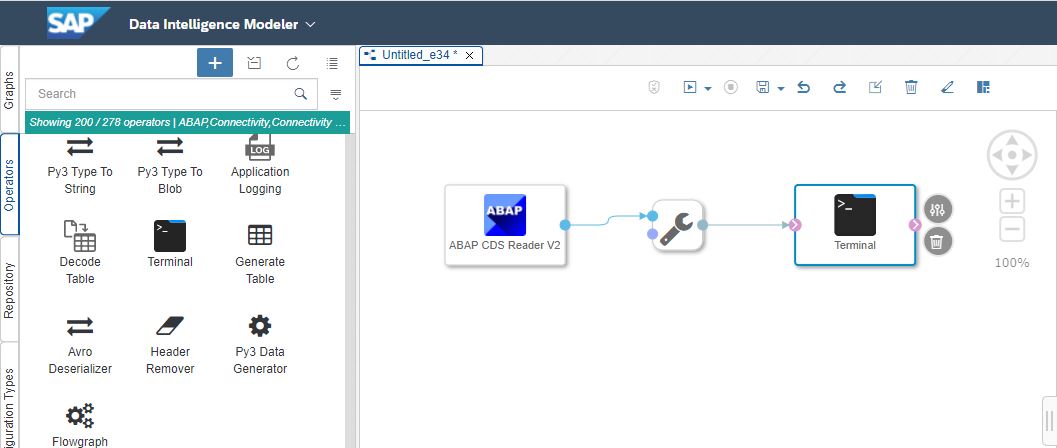 SAP
Data Intelligence Modeler
Graphs
Operators
Repository
guration Types
Search
Showing 200 / 278 operators | ABAP,Connectivity,Connectivity ...
Py3 Type To
String
Py3 Type To
Blob
LOG
Application
Logging
Decode
Table
>_
Terminal
Generate
Table
Avro
Deserializer
Header
Remover
Py3 Data
Generator
Flowgraph
Untitled_e34 *
ABAP
ABAP CDS Reader V2
>_
Terminal
100%